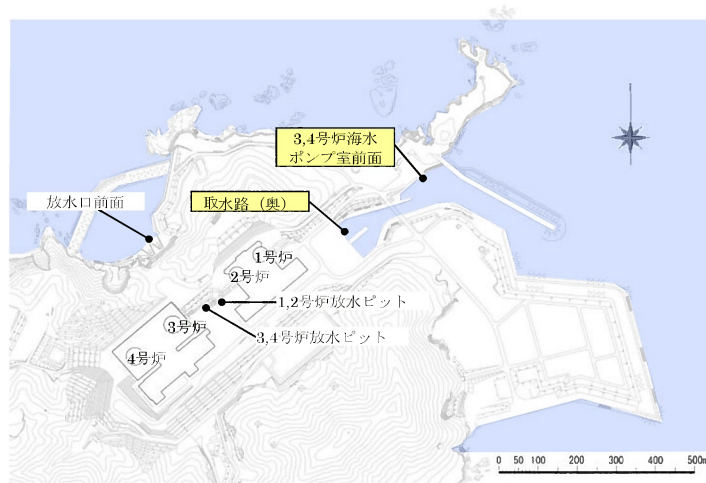 3,4号炉海水
ポンプ室前面
放水口前面
取水路（奥）
1号炉
2号炉
1,2号炉放水ピット
3号炉
3,4号炉放水ピット
4号炉
0 50 100 200 300 400 500m